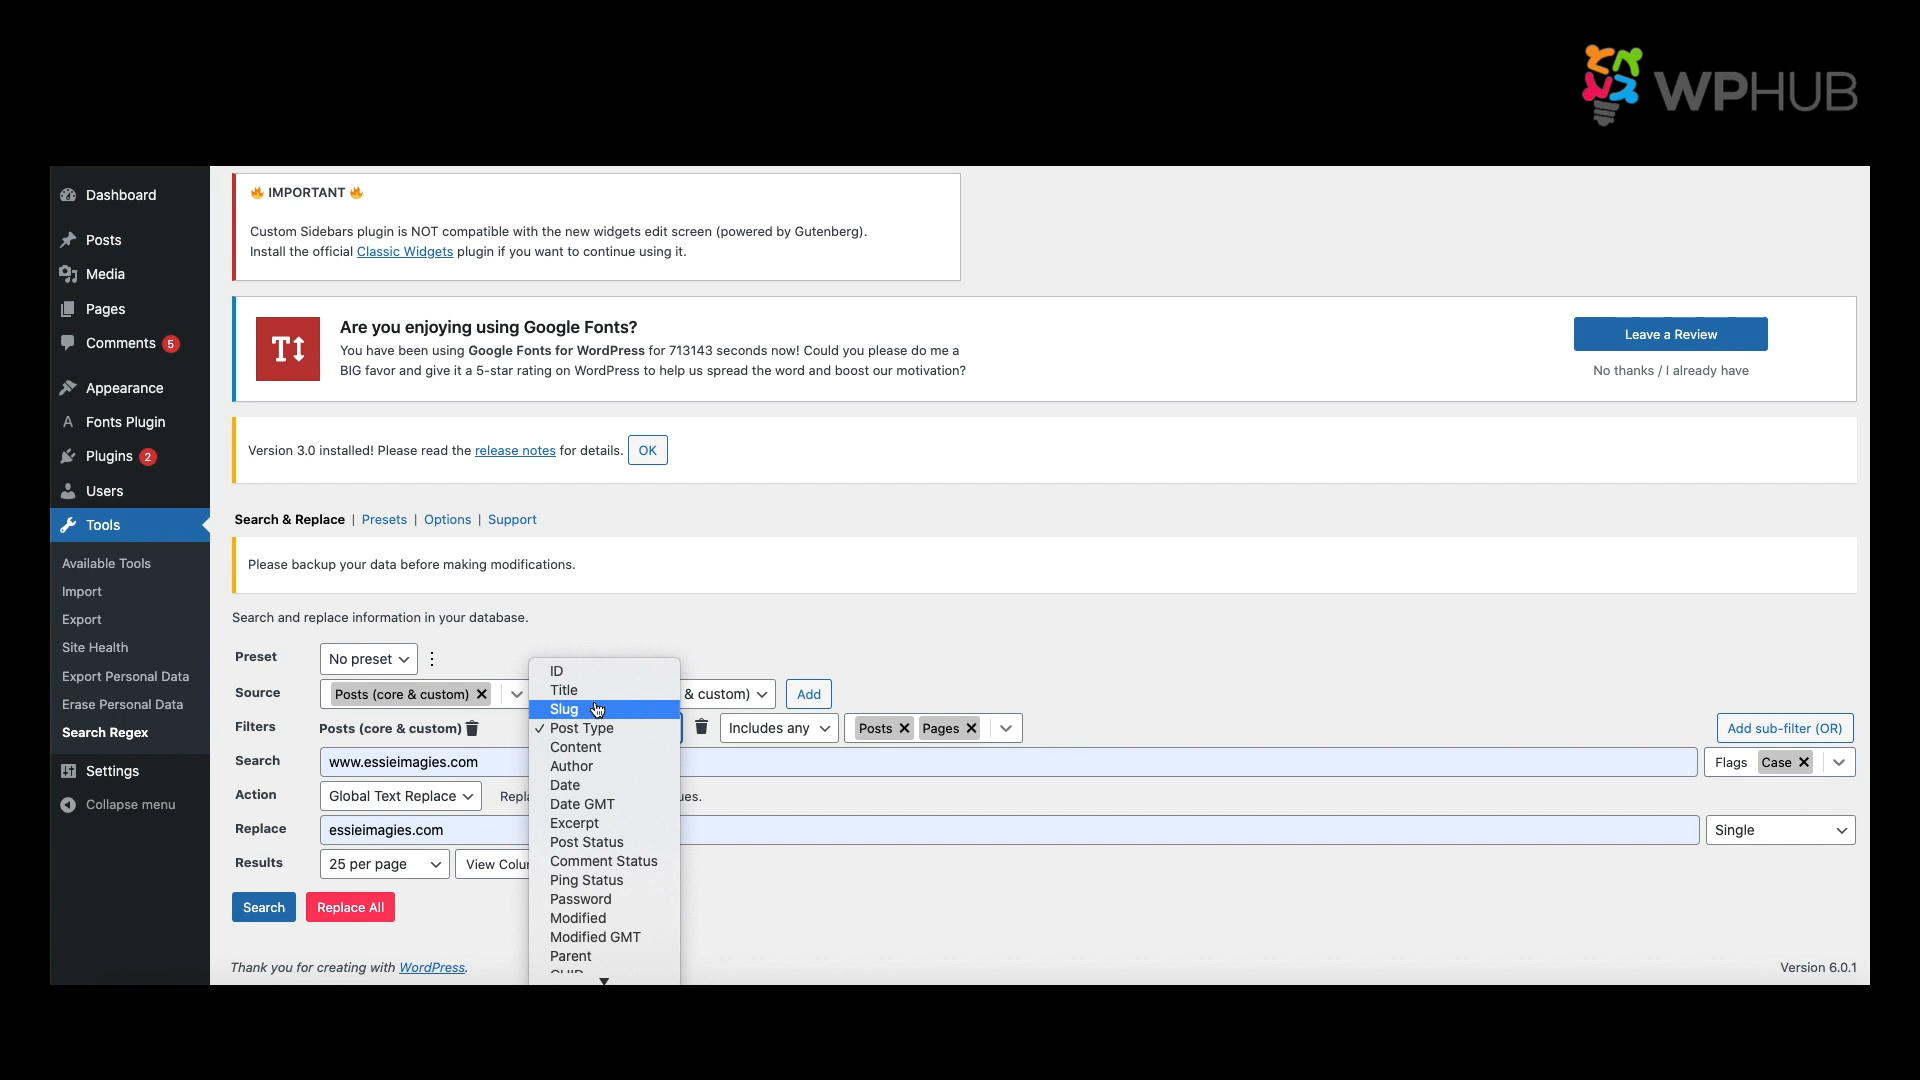 WPHUB
Dashboard
Posts
Media
Pages
Comments 5
Appearance
A Fonts Plugin
Plugins 2
Users
Tools
Available Tools
Import
Export
Site Health
Export Personal Data
Erase Personal Data
Search Regex
Settings
Collapse menu
IMPORTANT
Custom Sidebars plugin is NOT compatible with the new widgets edit screen (powered by Gutenberg).
Install the official Classic Widgets plugin if you want to continue using it.
T
Are you enjoying using Google Fonts?
You have been using Google Fonts for WordPress for 713143 seconds now! Could you please do me a
BIG favor and give it a 5-star rating on WordPress to help us spread the word and boost our motivation?
Leave a Review
No thanks / I already have
Version 3.0 installed! Please read the release notes for details. OK
Search & Replace | Presets | Options | Support
Please backup your data before making modifications.
Search and replace information in your database.
Preset No preset
Source Posts (core & custom) & custom) Add
Filters Posts (core & custom) Includes any Posts Pages Add sub-filter (OR)
Search www.essieimagies.com Flags Case
Action Global Text Replace
Replace essieimagies.com Single
Results 25 per page View
Search Replace All
ID
Title
Slug
✓ Post Type
Content
Author
Date
Date GMT
Excerpt
Post Status
Comment Status
Ping Status
Password
Modified
Modified GMT
Parent
Thank you for creating with WordPress.
Version 6.0.1